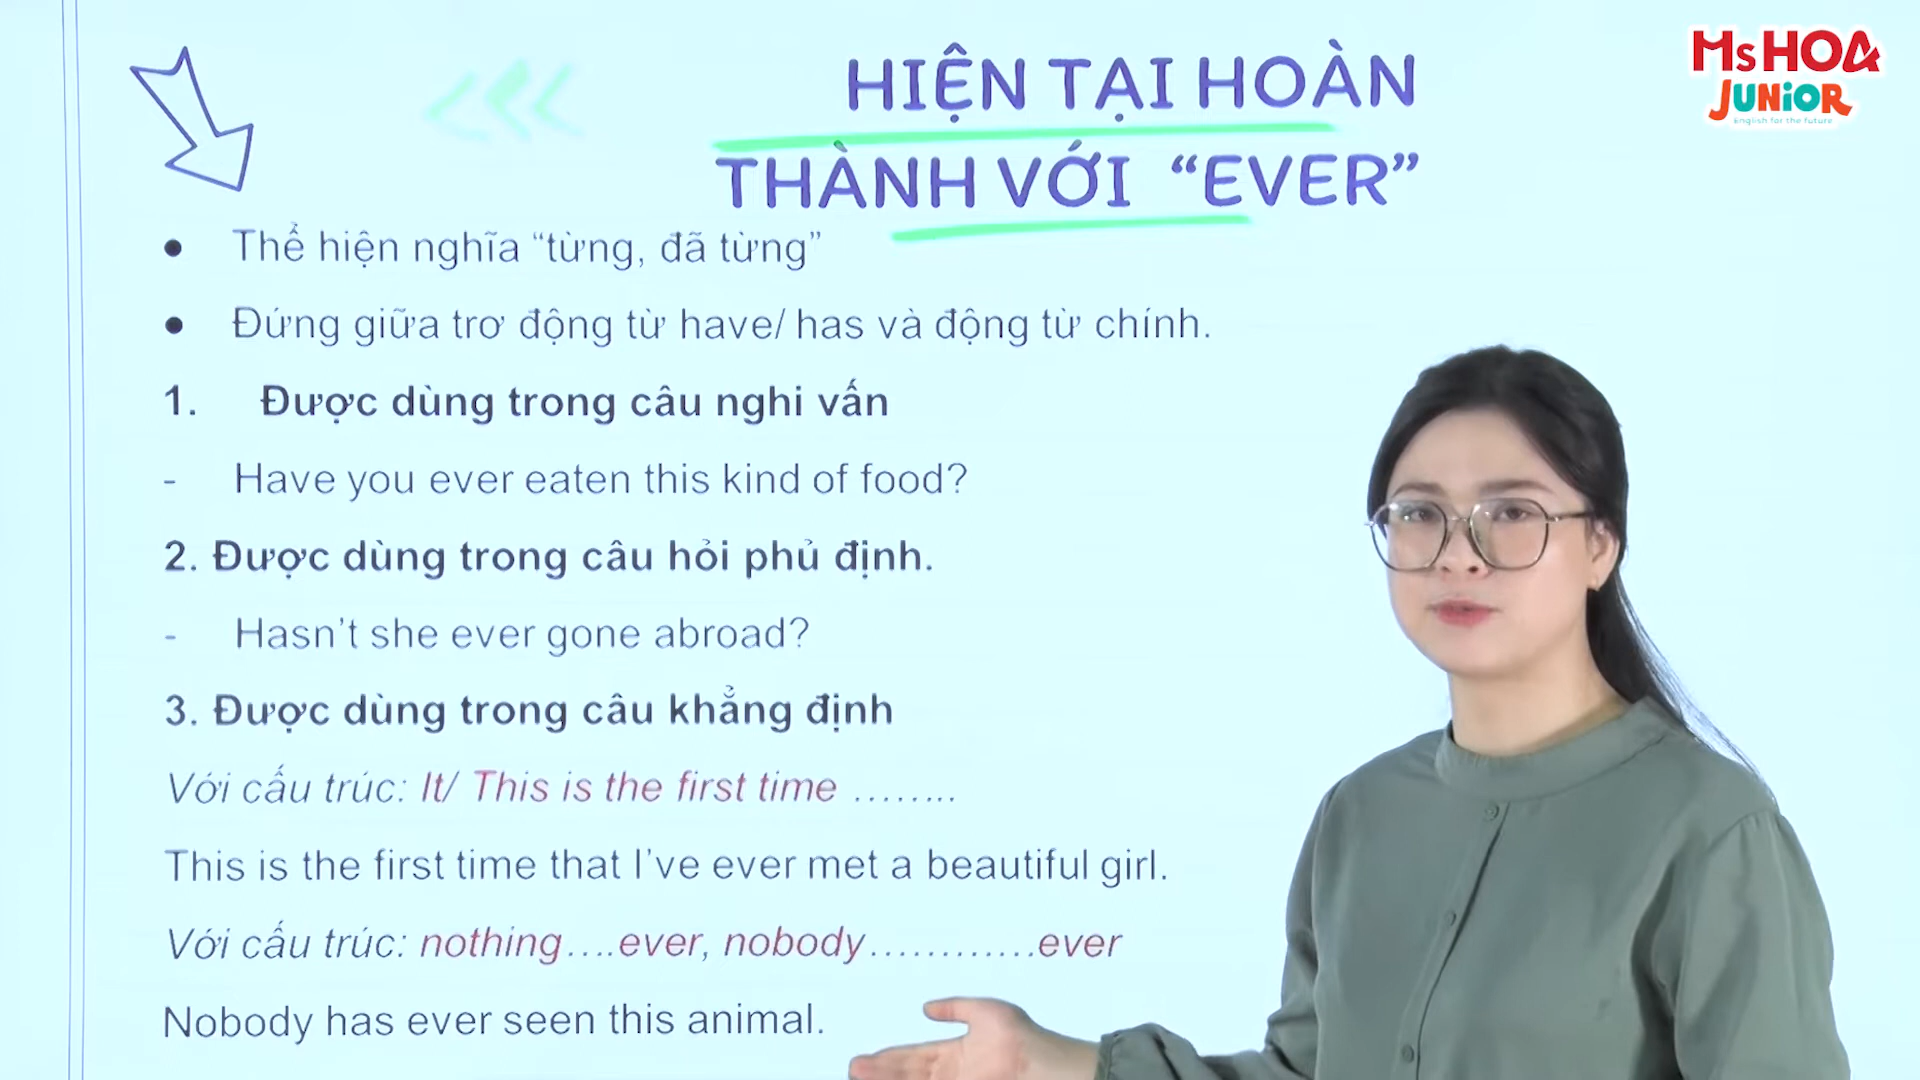 HIỆN TẠI HOÀN
THÀNH VỚI “EVER”
MsHOA
JUNiOR
English for the future
● Thể hiện nghĩa “từng, đã từng”
● Đứng giữa trơ động từ have/ has và động từ chính.
1. Được dùng trong câu nghi vấn
- Have you ever eaten this kind of food?
2. Được dùng trong câu hỏi phủ định.
- Hasn’t she ever gone abroad?
3. Được dùng trong câu khẳng định
Với cấu trúc: It/ This is the first time ........
This is the first time that I’ve ever met a beautiful girl.
Với cấu trúc: nothing....ever, nobody............ever
Nobody has ever seen this animal.